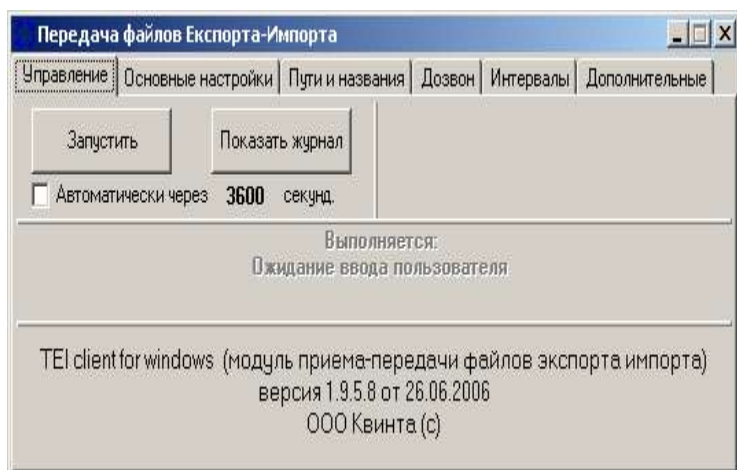 Передача файлов Експорта-Импорта
Управление Основные настройки Пути и названия Дозвон Интервалы Дополнительные
Запустить Показать журнал
Автоматически через 3600 секунд.
Выполняется:
Ожидание ввода пользователя
TEI client for windows (модуль приема-передачи файлов экспорта импорта)
версия 1.9.5.8 от 26.06.2006
ООО Квинта (с)